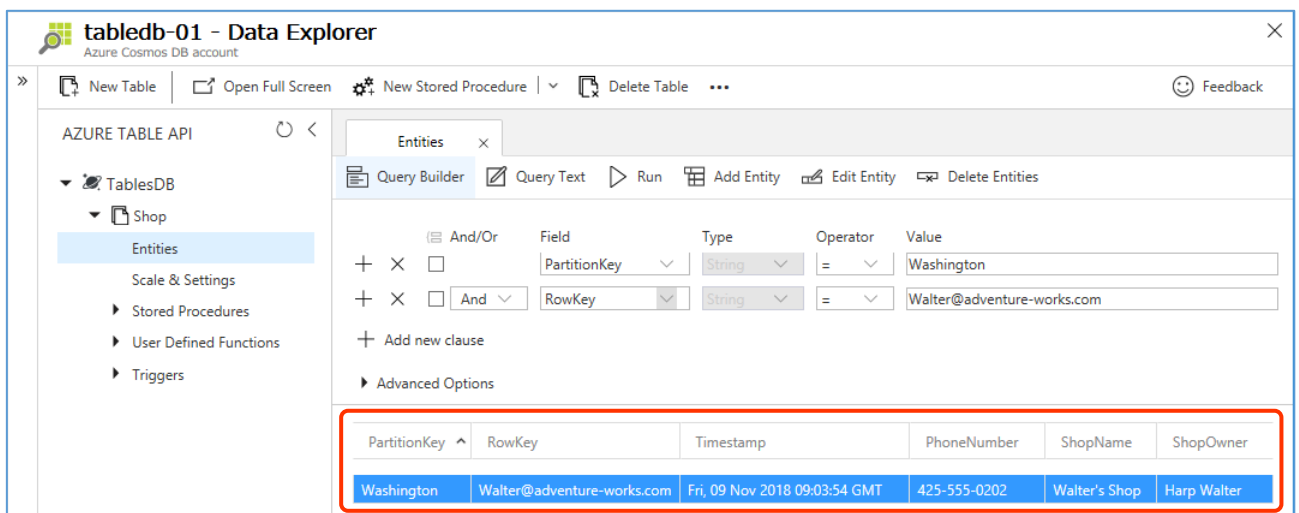 tabledb-01 - Data Explorer
Azure Cosmos DB account
New Table Open Full Screen New Stored Procedure Delete Table ••• Feedback
AZURE TABLE API
TablesDB
Shop
Entities
Scale & Settings
Stored Procedures
User Defined Functions
Triggers
Entities
Query Builder Query Text Run Add Entity Edit Entity Delete Entities
And/Or Field Type Operator Value
PartitionKey String = Washington
And RowKey String = Walter@adventure-works.com
Add new clause
Advanced Options
PartitionKey RowKey Timestamp PhoneNumber ShopName ShopOwner
Washington Walter@adventure-works.com Fri, 09 Nov 2018 09:03:54 GMT 425-555-0202 Walter's Shop Harp Walter